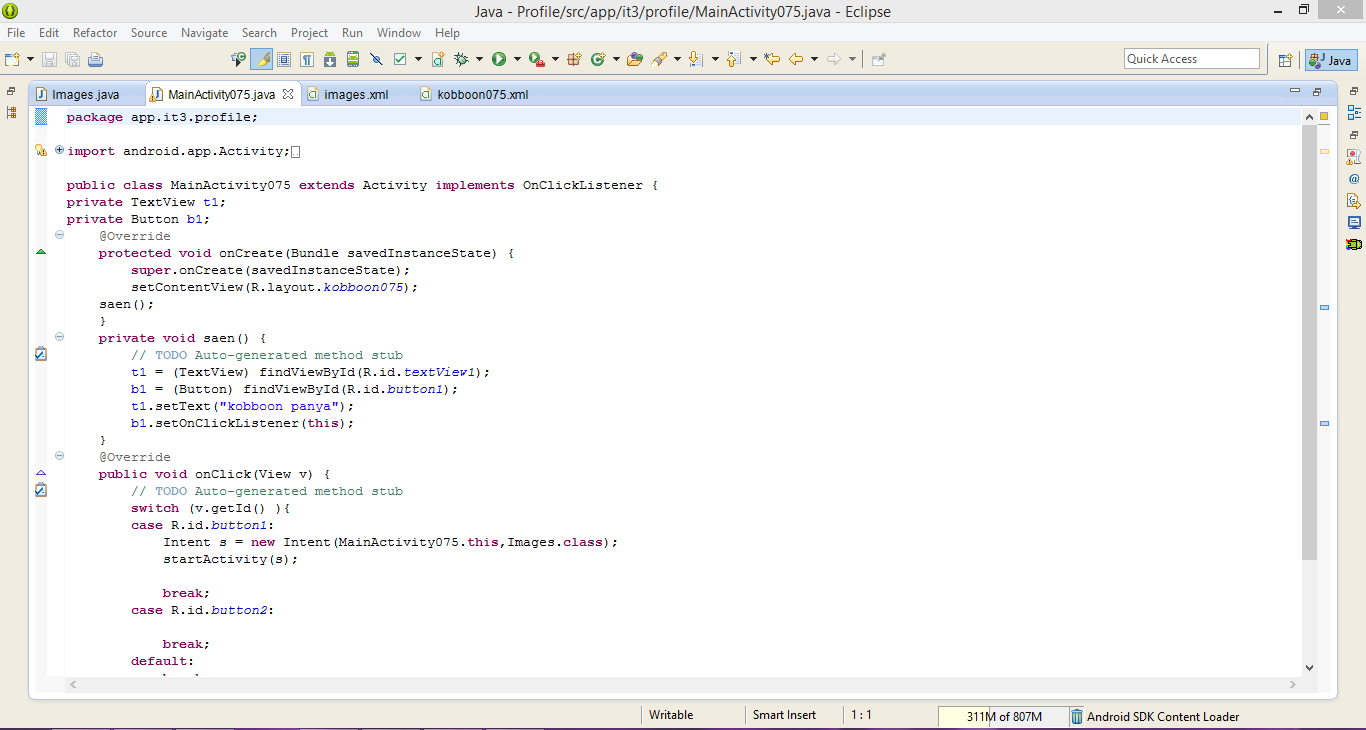 Java - Profile/src/app/it3/profile/MainActivity075.java - Eclipse
File Edit Refactor Source Navigate Search Project Run Window Help
Quick Access
Java
Images.java MainActivity075.java images.xml kobboon075.xml
package app.it3.profile;
import android.app.Activity;
public class MainActivity075 extends Activity implements OnClickListener {
private TextView t1;
private Button b1;
@Override
protected void onCreate(Bundle savedInstanceState) {
super.onCreate(savedInstanceState);
setContentView(R.layout.kobboon075);
saen();
}
private void saen() {
// TODO Auto-generated method stub
t1 = (TextView) findViewById(R.id.textView1);
b1 = (Button) findViewById(R.id.button1);
t1.setText("kobboon panya");
b1.setOnClickListener(this);
}
@Override
public void onClick(View v) {
// TODO Auto-generated method stub
switch (v.getId() ){
case R.id.button1:
Intent s = new Intent(MainActivity075.this,Images.class);
startActivity(s);
break;
case R.id.button2:
break;
default:
Writable Smart Insert 1 : 1 311M of 807M Android SDK Content Loader